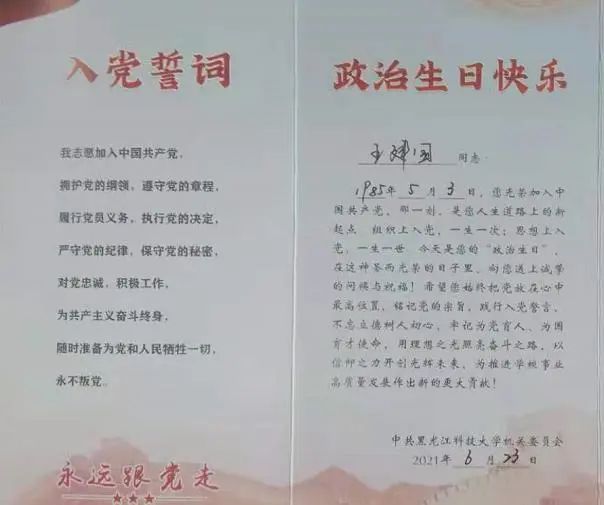 入党誓词
我志愿加入中国共产党，
拥护党的纲领，遵守党的章程，
履行党员义务，执行党的决定，
严守党的纪律，保守党的秘密，
对党忠诚，积极工作，
为共产主义奋斗终身，
随时准备为党和人民牺牲一切，
永不叛党。
永远跟党走
政治生日快乐
王建国 同志：
1985年5月3日，您光荣加入中
国共产党，那一刻，是您人生道路上的新
起点。组织上入党，一生一次；思想上入
党，一生一世。今天是您的“政治生日”，
在这神圣而光荣的日子里，向您送上诚挚
的问候与祝福！希望您始终把党放在心中
最高位置，铭记党的宗旨，践行入党誓言，
不忘立德树人初心，牢记为党育人、为国
育才使命，用理想之光照亮奋斗之路，以
信仰之力开创光辉未来，为推进学校事业
高质量发展作出新的更大贡献！
中共黑龙江科技大学机关委员会
2021年6月23日